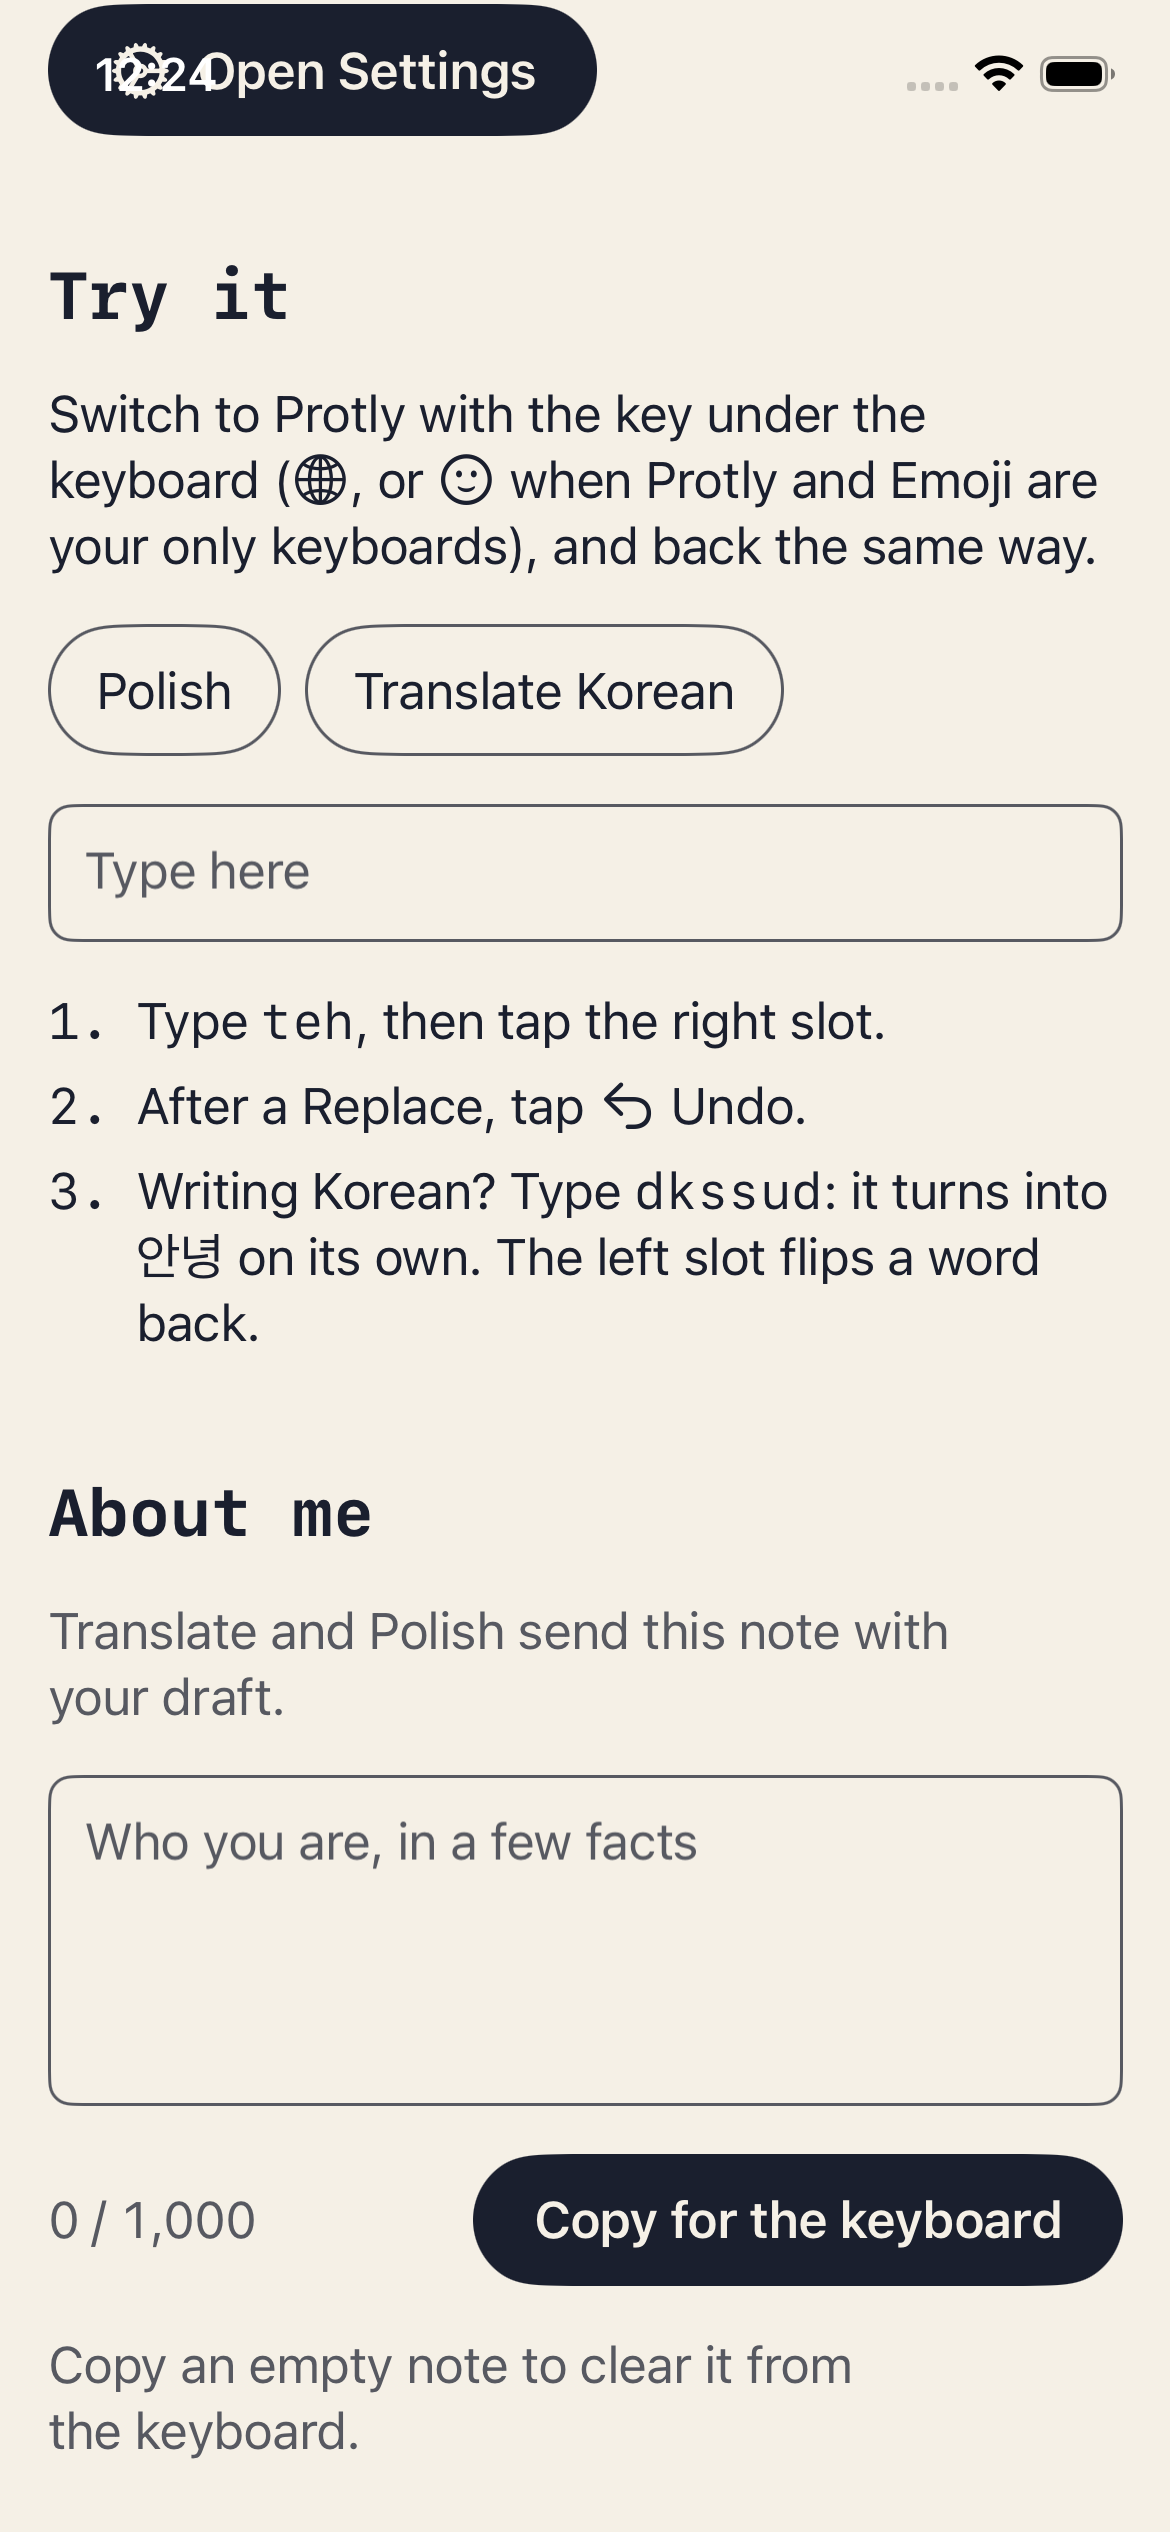 12:24
Open Settings
Try it
Switch to Protly with the key under the
keyboard (🌐, or ☺ when Protly and Emoji are
your only keyboards), and back the same way.
Polish
Translate Korean
Type here
1. Type teh, then tap the right slot.
2. After a Replace, tap ↩ Undo.
3. Writing Korean? Type dkssud: it turns into
안녕 on its own. The left slot flips a word
back.
About me
Translate and Polish send this note with
your draft.
Who you are, in a few facts
0 / 1,000
Copy for the keyboard
Copy an empty note to clear it from
the keyboard.